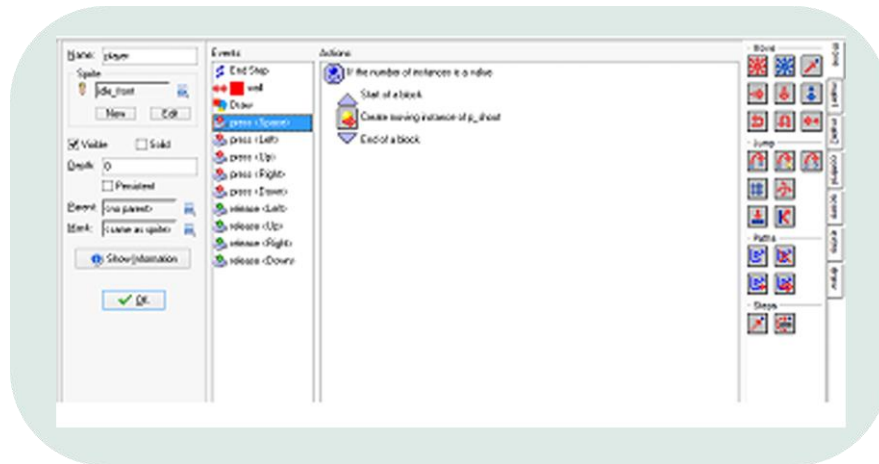 Name: player
Sprite
idle_front
New Edit
Visible Solid
Depth: 0
Persistent
Parent: <no parent>
Mask: <same as sprite>
Show Information
OK
Events:
End Step
wall
Draw
press <Space>
press <Left>
press <Up>
press <Right>
press <Down>
release <Left>
release <Up>
release <Right>
release <Down>
Actions:
If the number of instances is a value
Start of a block
Create moving instance of p_shoot
End of a block
Move
Jump
Paths
Steps
move
main1
main2
control
score
extra
draw